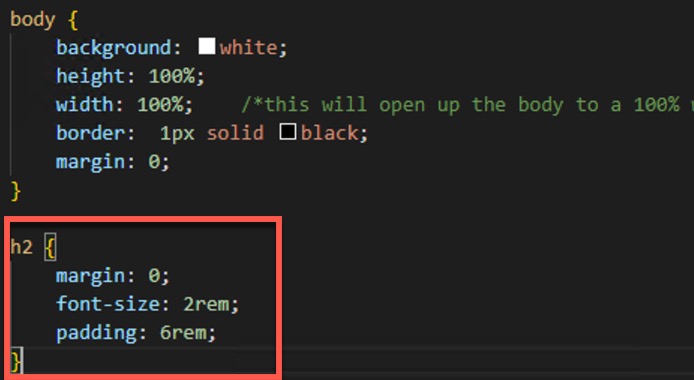 body {
background: white;
height: 100%;
width: 100%; /*this will open up the body to a 100%
border: 1px solid black;
margin: 0;
}
h2 {
margin: 0;
font-size: 2rem;
padding: 6rem;
}